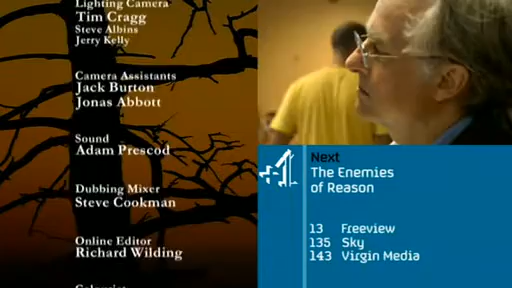 Lighting Camera
Tim Cragg
Steve Albins
Jerry Kelly
Camera Assistants
Jack Burton
Jonas Abbott
Sound
Adam Prescod
Dubbing Mixer
Steve Cookman
Online Editor
Richard Wilding
Colourist
Next
The Enemies
of Reason
13 Freeview
135 Sky
143 Virgin Media